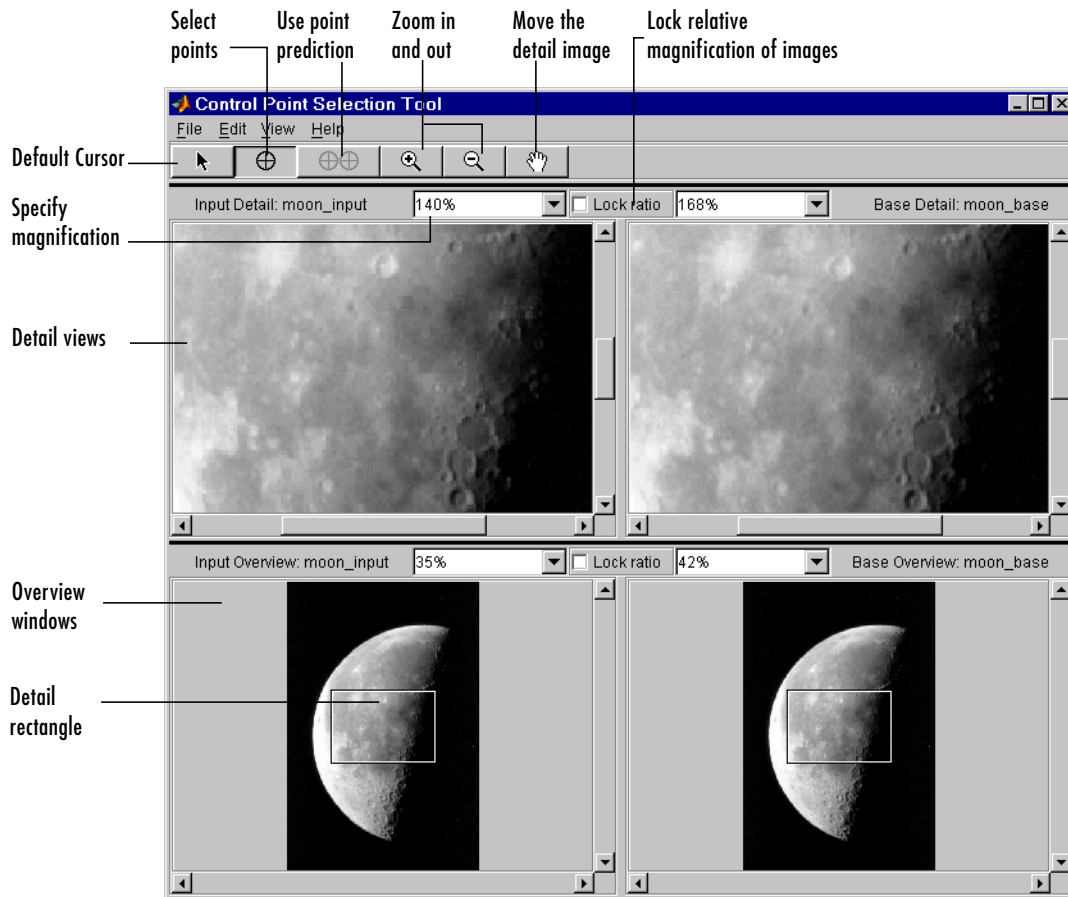 Select
points
Use point
prediction
Zoom in
and out
Move the
detail image
Lock relative
magnification of images
Control Point Selection Tool
File Edit View Help
Default Cursor
Specify
magnification
Input Detail: moon_input 140% Lock ratio 168% Base Detail: moon_base
Detail views
Input Overview: moon_input 35% Lock ratio 42% Base Overview: moon_base
Overview
windows
Detail
rectangle